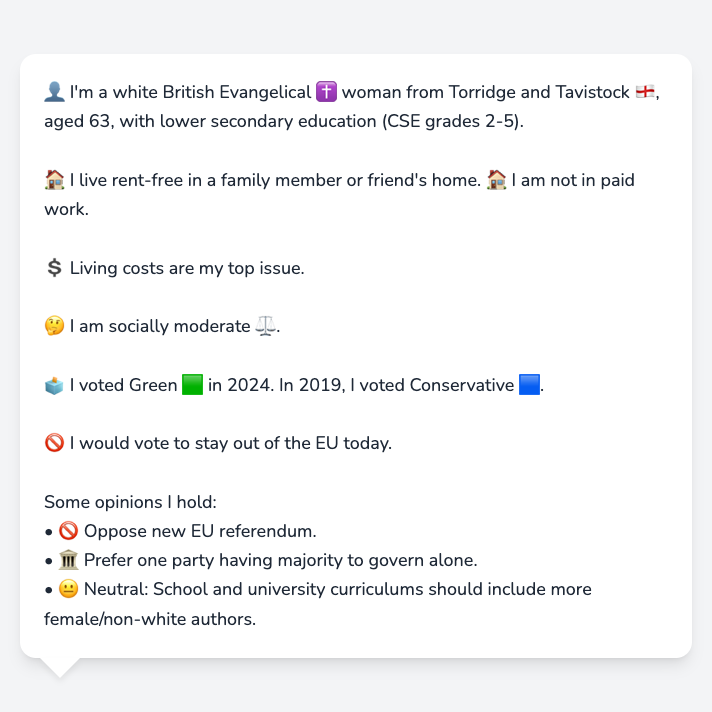 👤 I'm a white British Evangelical ✝️ woman from Torridge and Tavistock 🏴󠁧󠁢󠁥󠁮󠁧󠁿,
aged 63, with lower secondary education (CSE grades 2-5).
🏠 I live rent-free in a family member or friend's home. 🏠 I am not in paid
work.
💲 Living costs are my top issue.
🤔 I am socially moderate ⚖️.
🗳️ I voted Green 🟩 in 2024. In 2019, I voted Conservative 🟦.
🚫 I would vote to stay out of the EU today.
Some opinions I hold:
• 🚫 Oppose new EU referendum.
• 🏛️ Prefer one party having majority to govern alone.
• 😐 Neutral: School and university curriculums should include more
female/non-white authors.